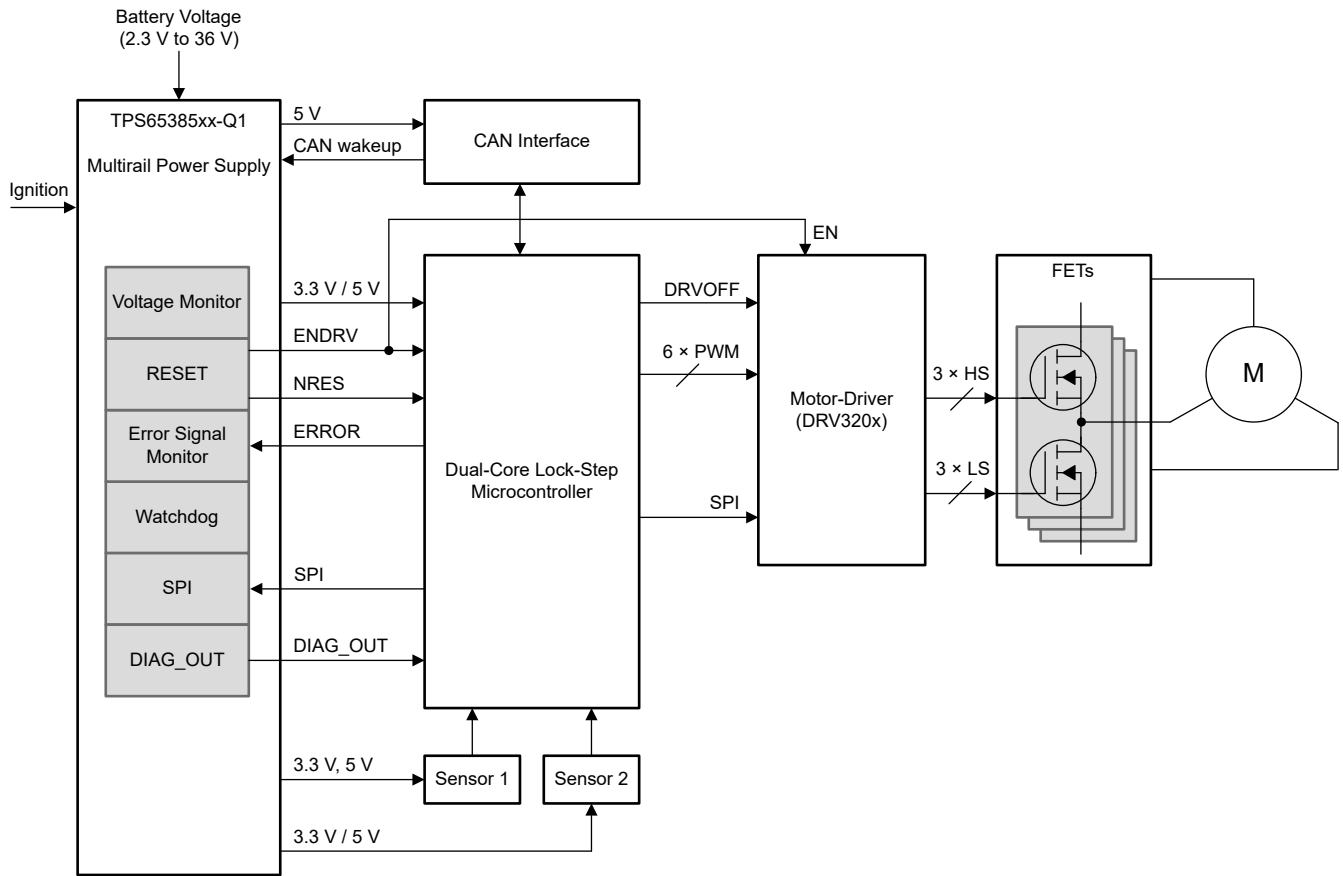 Battery Voltage
(2.3 V to 36 V)
TPS65385xx-Q1
Multirail Power Supply
Ignition
5 V
CAN wakeup
CAN Interface
EN
Voltage Monitor
RESET
Error Signal
Monitor
Watchdog
SPI
DIAG_OUT
3.3 V / 5 V
ENDRV
NRES
ERROR
SPI
DIAG_OUT
Dual-Core Lock-Step
Microcontroller
DRVOFF
6 × PWM
SPI
Motor-Driver
(DRV320x)
3 × HS
3 × LS
FETs
M
3.3 V, 5 V
Sensor 1
Sensor 2
3.3 V / 5 V